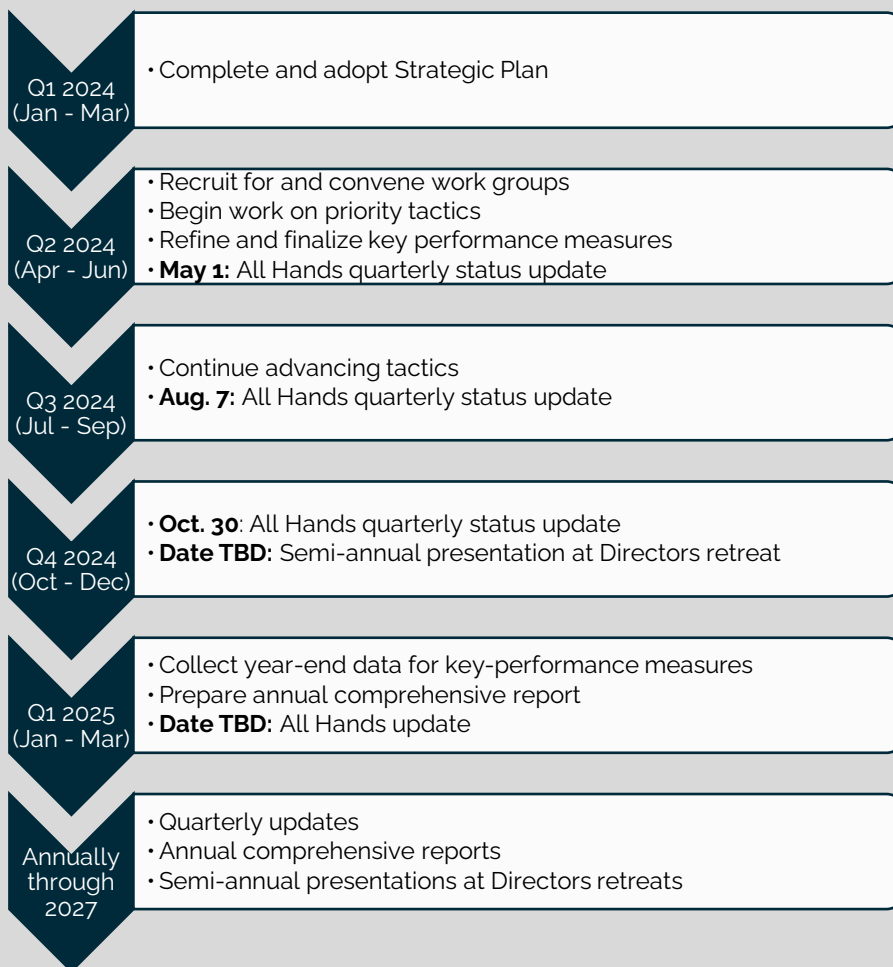 Q1 2024
(Jan - Mar)
• Complete and adopt Strategic Plan
Q2 2024
(Apr - Jun)
• Recruit for and convene work groups
• Begin work on priority tactics
• Refine and finalize key performance measures
• May 1: All Hands quarterly status update
Q3 2024
(Jul - Sep)
• Continue advancing tactics
• Aug. 7: All Hands quarterly status update
Q4 2024
(Oct - Dec)
• Oct. 30: All Hands quarterly status update
• Date TBD: Semi-annual presentation at Directors retreat
Q1 2025
(Jan - Mar)
• Collect year-end data for key-performance measures
• Prepare annual comprehensive report
• Date TBD: All Hands update
Annually
through
2027
• Quarterly updates
• Annual comprehensive reports
• Semi-annual presentations at Directors retreats